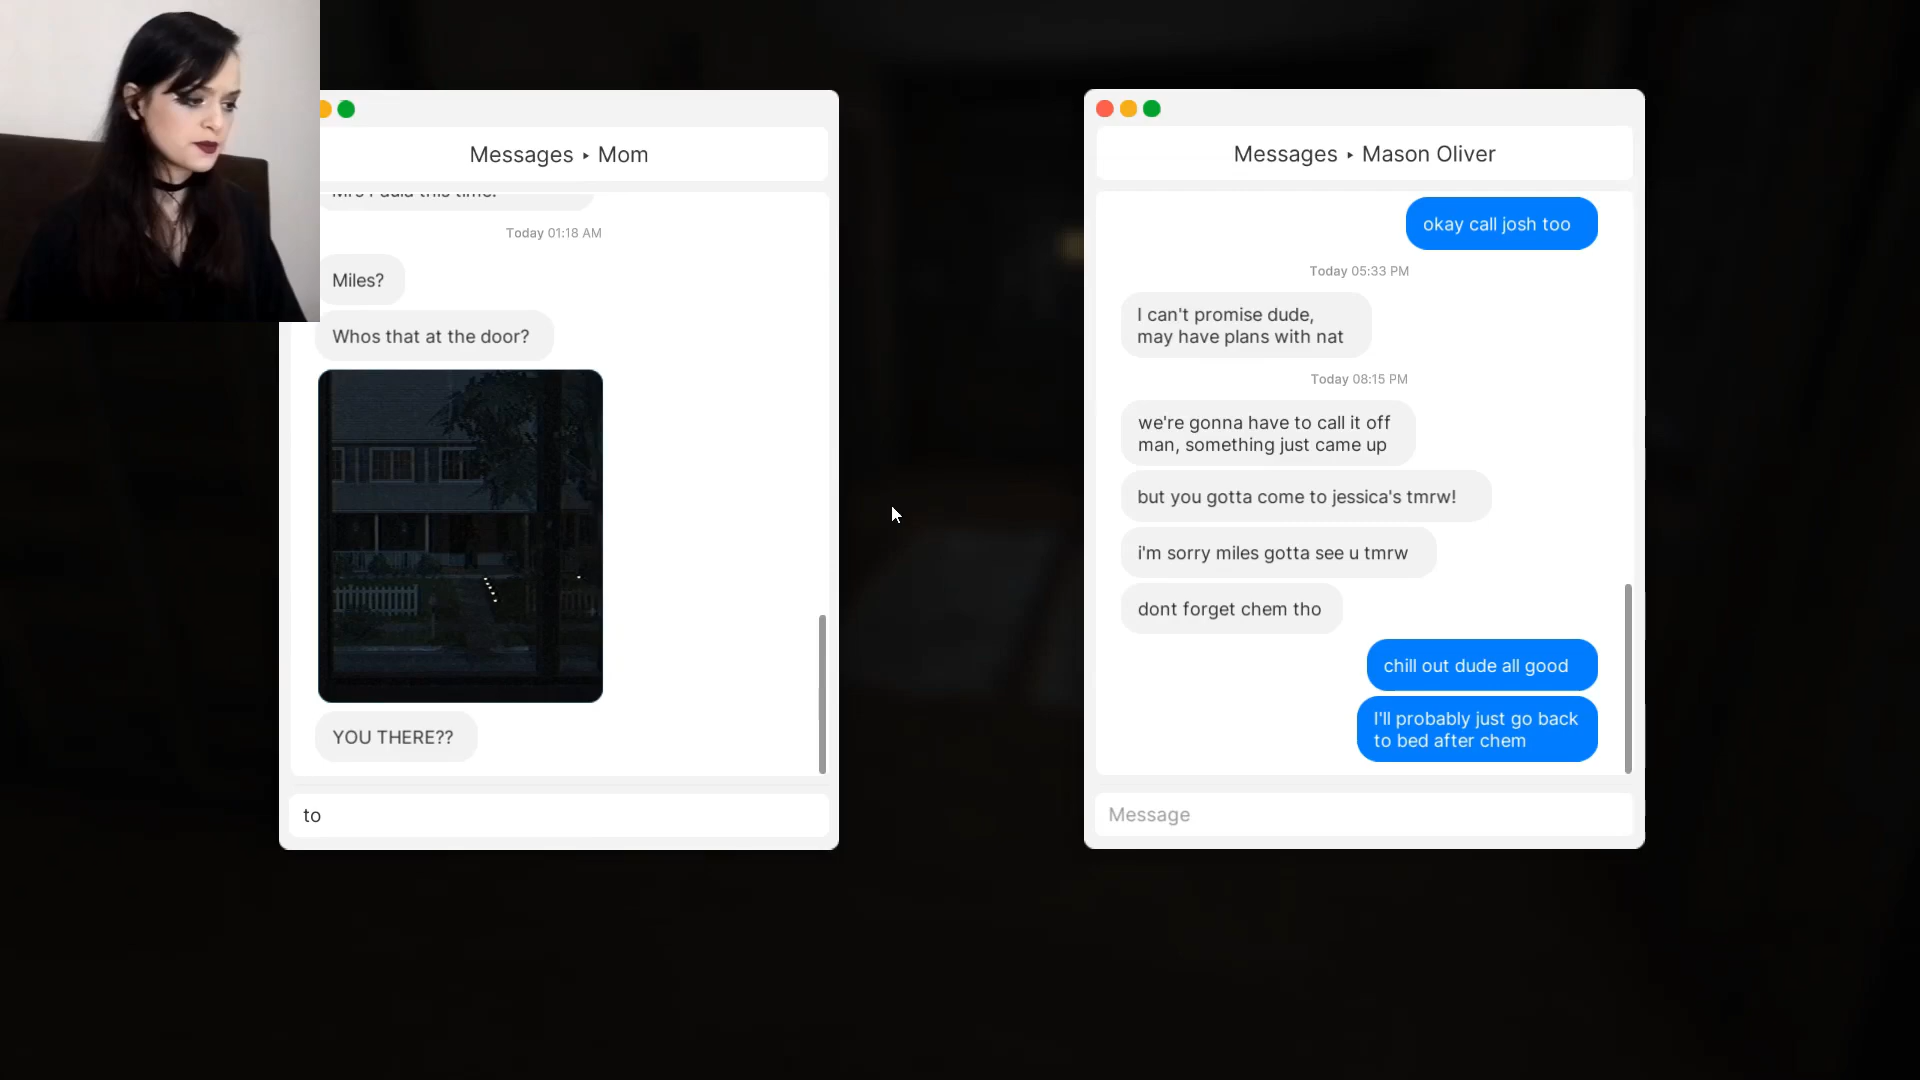 Messages ▸ Mom
Mrs Paula this time!
Today 01:18 AM
Miles?
Whos that at the door?
YOU THERE??
to
Messages ▸ Mason Oliver
okay call josh too
Today 05:33 PM
I can't promise dude,
may have plans with nat
Today 08:15 PM
we're gonna have to call it off
man, something just came up
but you gotta come to jessica's tmrw!
i'm sorry miles gotta see u tmrw
dont forget chem tho
chill out dude all good
I'll probably just go back
to bed after chem
Message